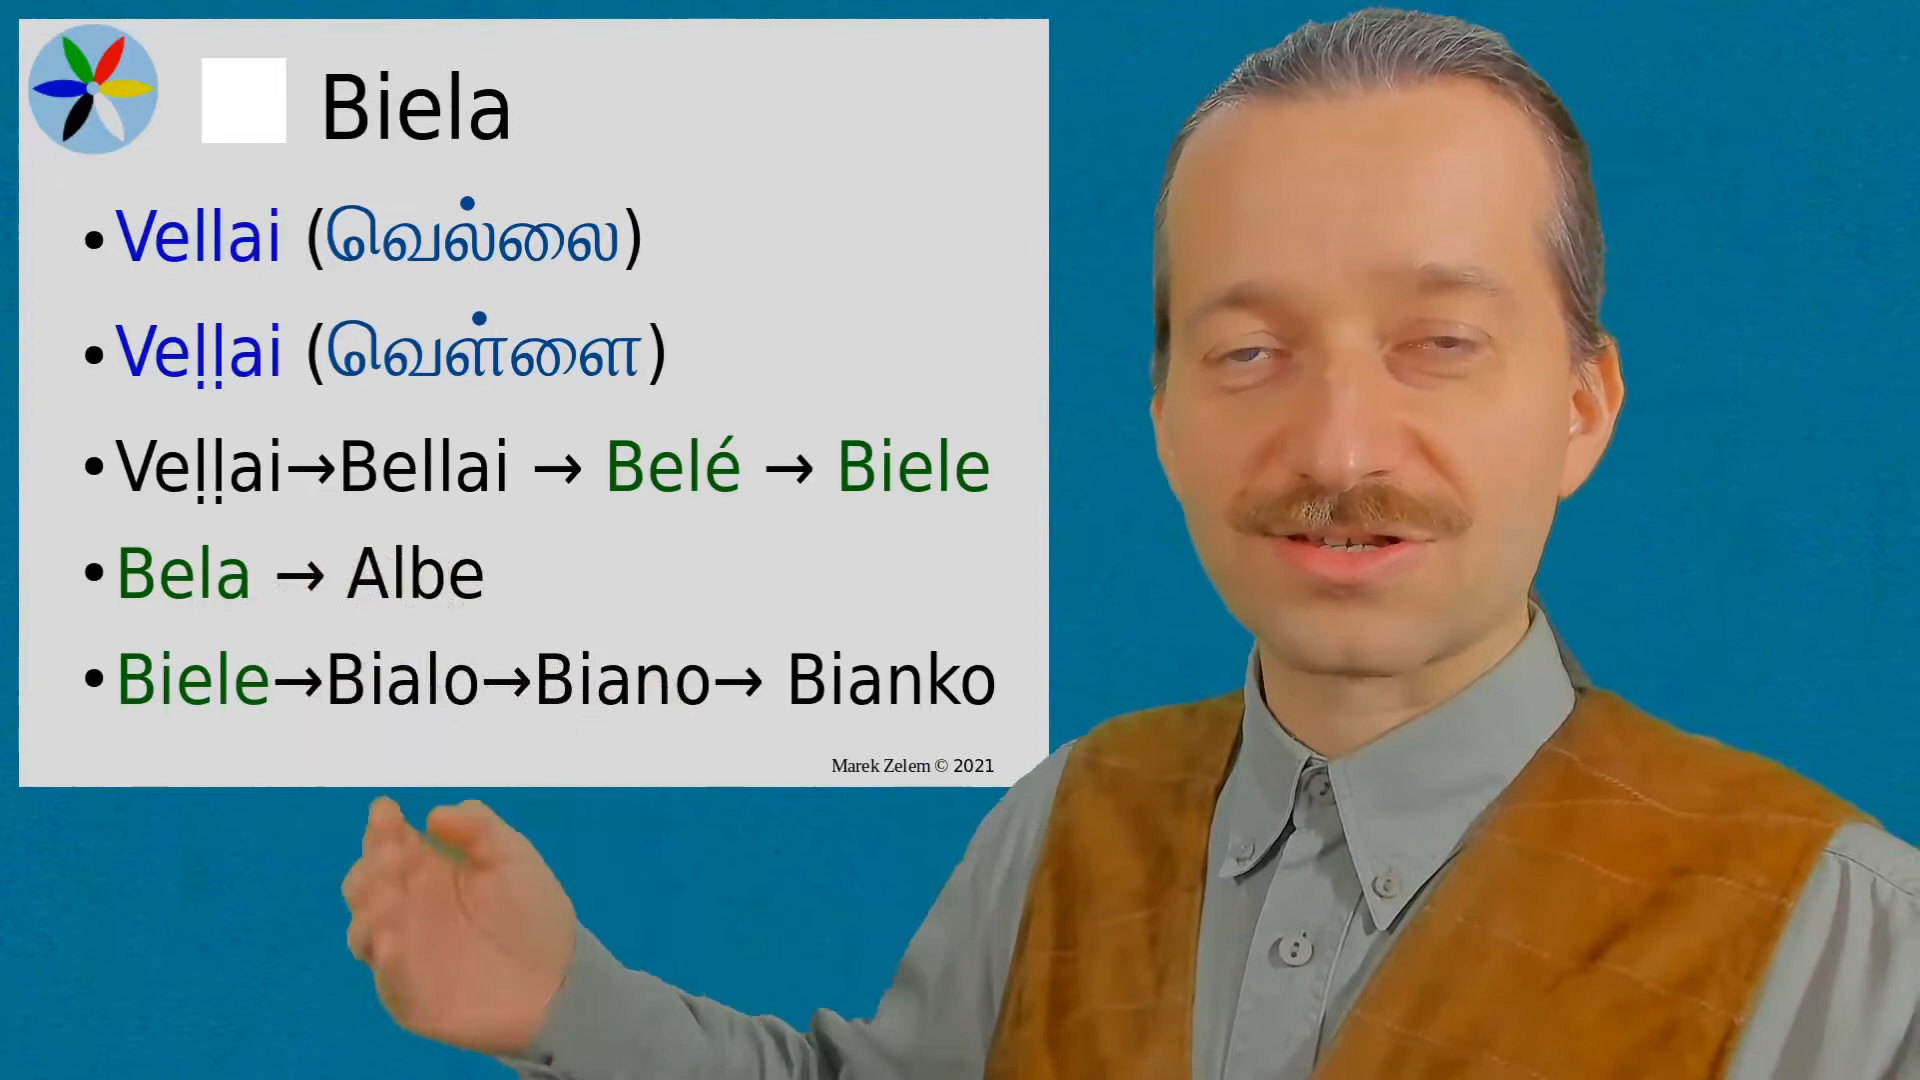 Biela
• Vellai (வெல்லை)
• Veḷḷai (வெள்ளை)
• Veḷḷai→Bellai → Belé → Biele
• Bela → Albe
• Biele→Bialo→Biano→ Bianko
Marek Zelem © 2021